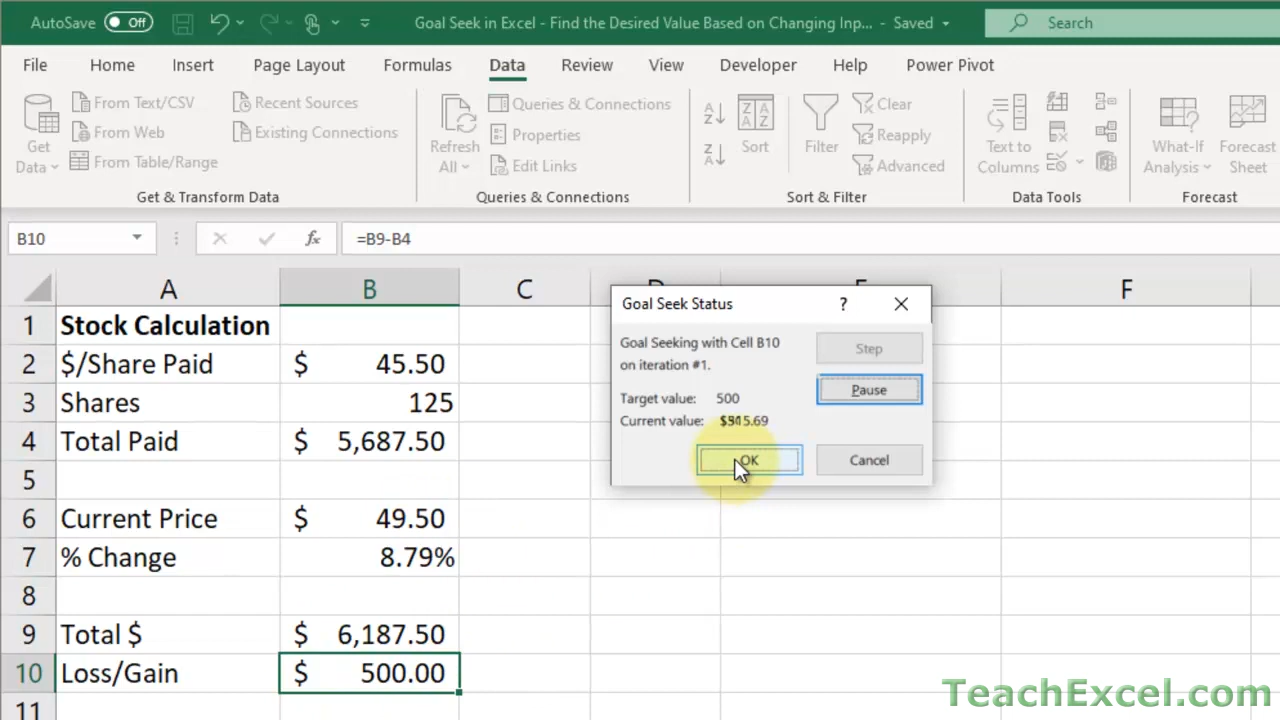 AutoSave Off Goal Seek in Excel - Find the Desired Value Based on Changing Inp... - Saved Search
File Home Insert Page Layout Formulas Data Review View Developer Help Power Pivot
Get Data
From Text/CSV
From Web
From Table/Range
Recent Sources
Existing Connections
Get & Transform Data
Refresh All
Queries & Connections
Properties
Edit Links
Queries & Connections
Sort
Filter
Clear
Reapply
Advanced
Sort & Filter
Text to Columns
Data Tools
What-If Analysis
Forecast Sheet
Forecast
B10 fx =B9-B4
A B C F
1 Stock Calculation
2 $/Share Paid $ 45.50
3 Shares 125
4 Total Paid $ 5,687.50
5
6 Current Price $ 49.50
7 % Change 8.79%
8
9 Total $ $ 6,187.50
10 Loss/Gain $ 500.00
11
Goal Seek Status ?
Goal Seeking with Cell B10
on iteration #1.
Target value: 500
Current value:
Step
Pause
OK Cancel
TeachExcel.com